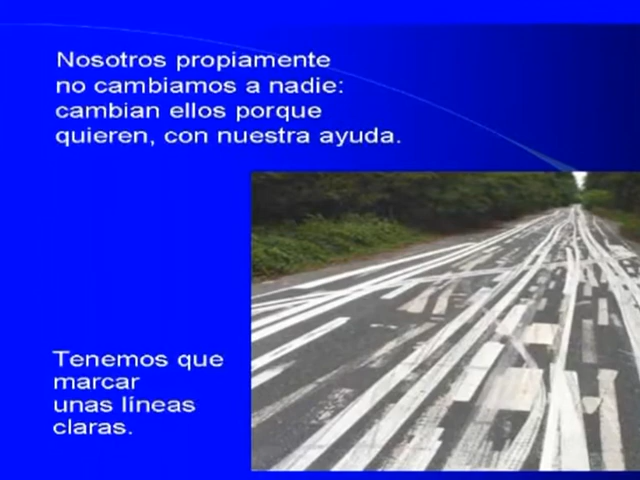 Nosotros propiamente
no cambiamos a nadie:
cambian ellos porque
quieren, con nuestra ayuda.
Tenemos que
marcar
unas líneas
claras.